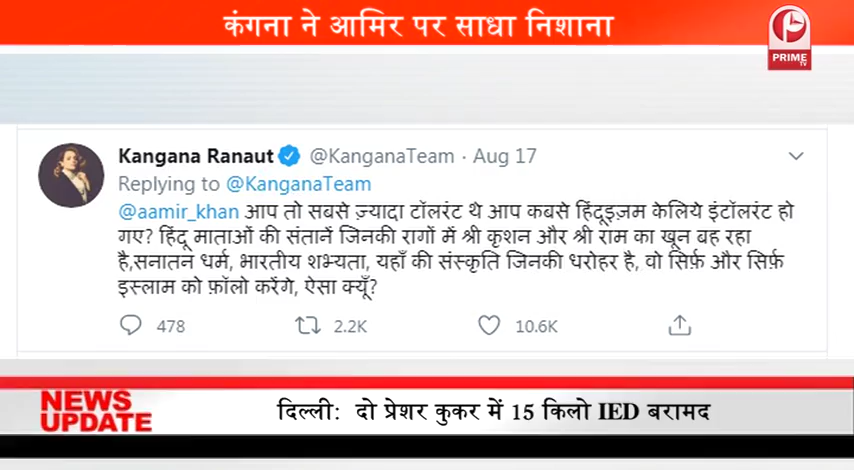 कंगना ने आमिर पर साधा निशाना
PRIME
TV
Kangana Ranaut @KanganaTeam · Aug 17
Replying to @KanganaTeam
@aamir_khan आप तो सबसे ज़्यादा टॉलरंट थे आप कबसे हिंदूइज़म केलिये इंटॉलरंट हो
गए? हिंदू माताओं की संतानें जिनकी रागों में श्री कृशन और श्री राम का खून बह रहा
है,सनातन धर्म, भारतीय शभ्यता, यहाँ की संस्कृति जिनकी धरोहर है, वो सिर्फ़ और सिर्फ़
इस्लाम को फ़ॉलो करेंगे, ऐसा क्यूँ?
478 2.2K 10.6K
NEWS
UPDATE
दिल्ली: दो प्रेशर कुकर में 15 किलो IED बरामद